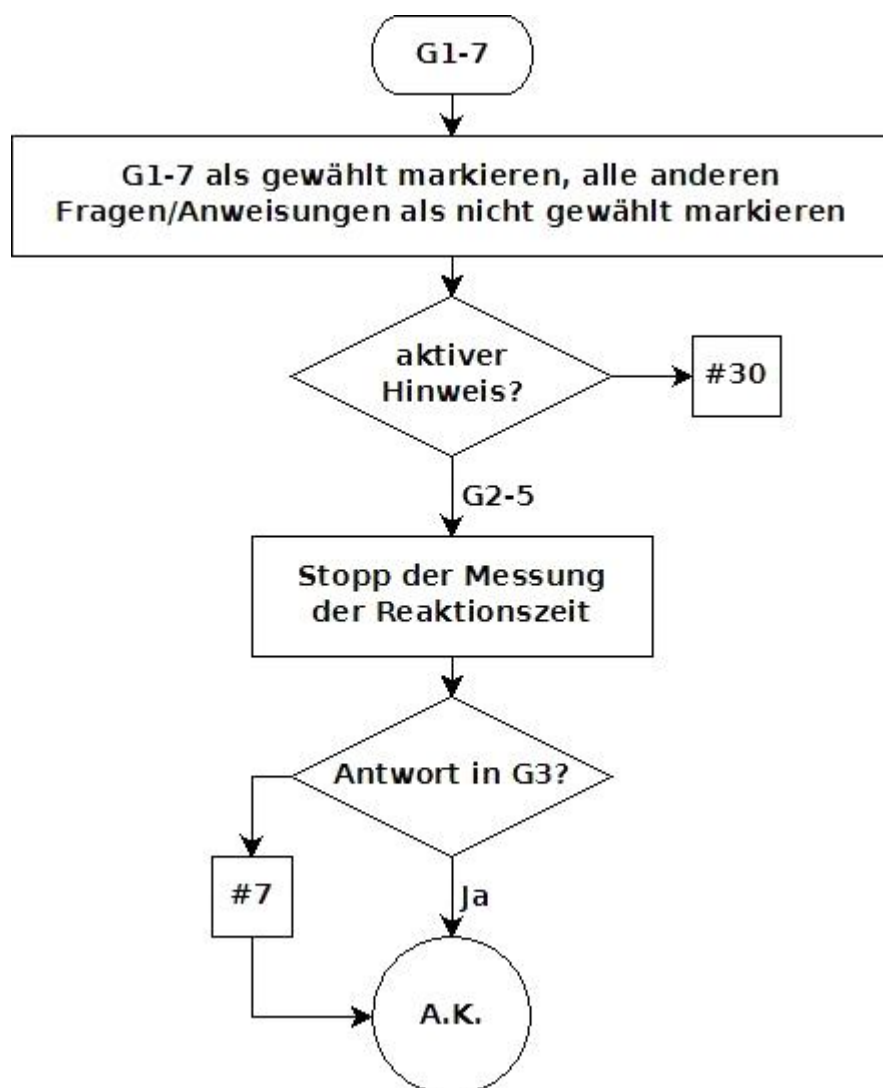 G1-7
G1-7 als gewählt markieren, alle anderen
Fragen/Anweisungen als nicht gewählt markieren
aktiver
Hinweis?
#30
G2-5
Stopp der Messung
der Reaktionszeit
Antwort in G3?
#7
Ja
A.K.